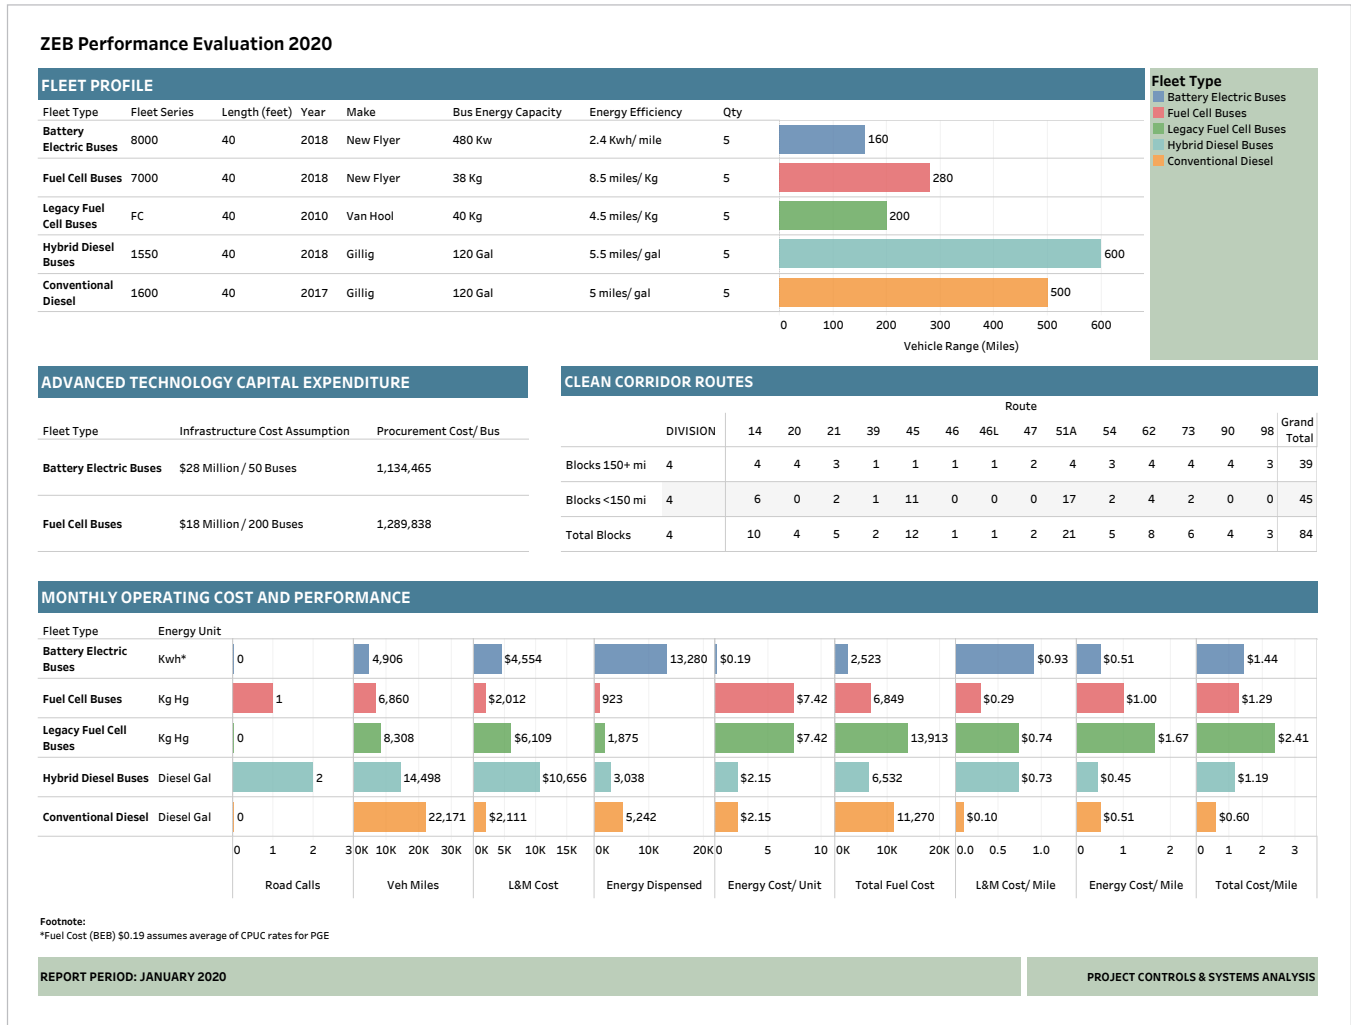 ZEB Performance Evaluation 2020
FLEET PROFILE
Fleet Type Fleet Series Length (feet) Year Make Bus Energy Capacity Energy Efficiency Qty
Battery Electric Buses 8000 40 2018 New Flyer 480 Kw 2.4 Kwh/ mile 5 160
Fuel Cell Buses 7000 40 2018 New Flyer 38 Kg 8.5 miles/ Kg 5 280
Legacy Fuel Cell Buses FC 40 2010 Van Hool 40 Kg 4.5 miles/ Kg 5 200
Hybrid Diesel Buses 1550 40 2018 Gillig 120 Gal 5.5 miles/ gal 5 600
Conventional Diesel 1600 40 2017 Gillig 120 Gal 5 miles/ gal 5 500
0 100 200 300 400 500 600
Vehicle Range (Miles)
Fleet Type
Battery Electric Buses
Fuel Cell Buses
Legacy Fuel Cell Buses
Hybrid Diesel Buses
Conventional Diesel
ADVANCED TECHNOLOGY CAPITAL EXPENDITURE
Fleet Type Infrastructure Cost Assumption Procurement Cost/ Bus
Battery Electric Buses $28 Million / 50 Buses 1,134,465
Fuel Cell Buses $18 Million / 200 Buses 1,289,838
CLEAN CORRIDOR ROUTES
Route
DIVISION 14 20 21 39 45 46 46L 47 51A 54 62 73 90 98 Grand Total
Blocks 150+ mi 4 4 4 3 1 1 1 1 2 4 3 4 4 4 3 39
Blocks <150 mi 4 6 0 2 1 11 0 0 0 17 2 4 2 0 0 45
Total Blocks 4 10 4 5 2 12 1 1 2 21 5 8 6 4 3 84
MONTHLY OPERATING COST AND PERFORMANCE
Fleet Type Energy Unit
Battery Electric Buses Kwh* 0 4,906 $4,554 13,280 $0.19 2,523 $0.93 $0.51 $1.44
Fuel Cell Buses Kg Hg 1 6,860 $2,012 923 $7.42 6,849 $0.29 $1.00 $1.29
Legacy Fuel Cell Buses Kg Hg 0 8,308 $6,109 1,875 $7.42 13,913 $0.74 $1.67 $2.41
Hybrid Diesel Buses Diesel Gal 2 14,498 $10,656 3,038 $2.15 6,532 $0.73 $0.45 $1.19
Conventional Diesel Diesel Gal 0 22,171 $2,111 5,242 $2.15 11,270 $0.10 $0.51 $0.60
0 1 2 3 0K 10K 20K 30K 0K 5K 10K 15K 0K 10K 20K 0 5 10 0K 10K 20K 0.0 0.5 1.0 0 1 2 0 1 2 3
Road Calls Veh Miles L&M Cost Energy Dispensed Energy Cost/ Unit Total Fuel Cost L&M Cost/ Mile Energy Cost/ Mile Total Cost/Mile
Footnote:
*Fuel Cost (BEB) $0.19 assumes average of CPUC rates for PGE
REPORT PERIOD: JANUARY 2020
PROJECT CONTROLS & SYSTEMS ANALYSIS